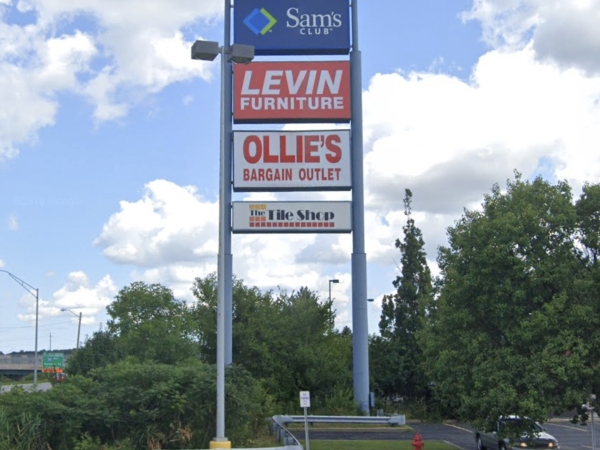 Sam's
CLUB
LEVIN
FURNITURE
OLLIE'S
BARGAIN OUTLET
The Tile Shop